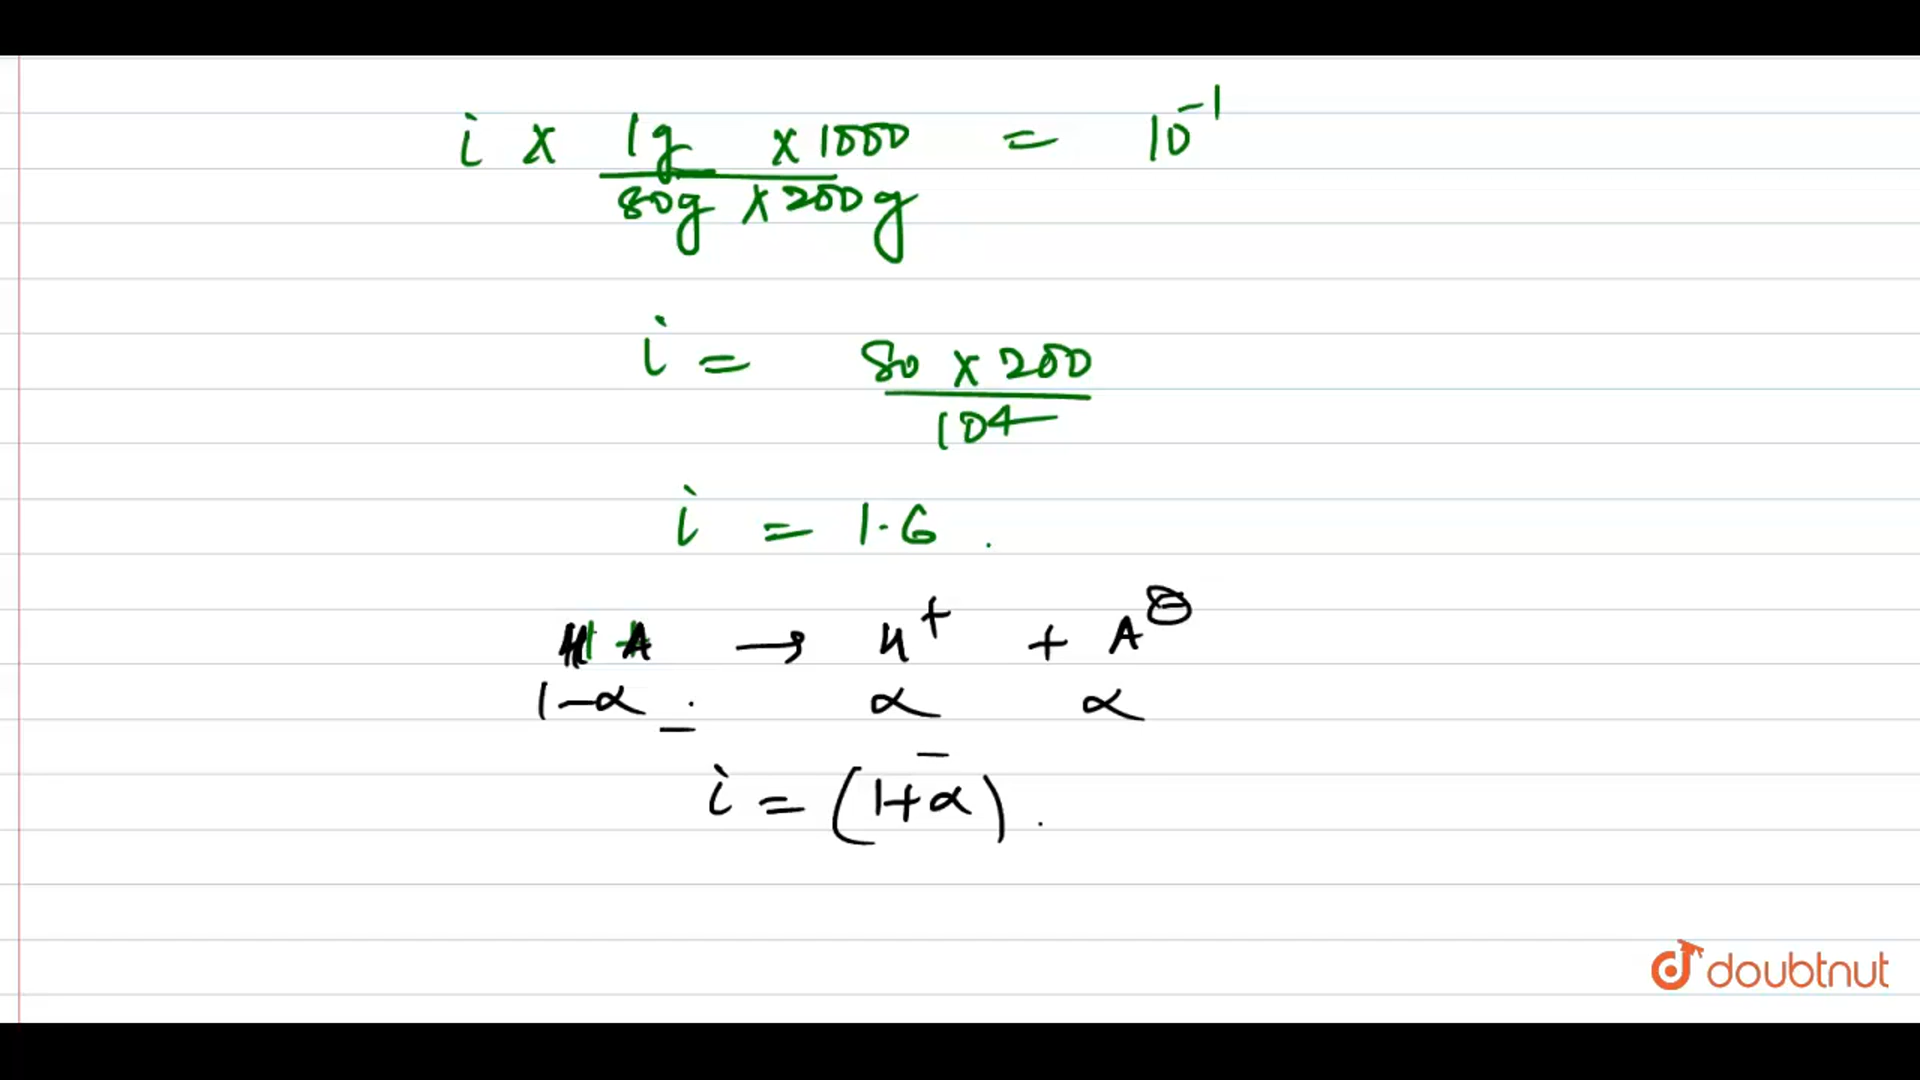 i × 1g × 1000 = 10⁻¹
80g × 200g
i = 80 × 200
10⁴
i = 1.6
HA → H⁺ + A⊖
1-α α α
i = (1+α).
doubtnut